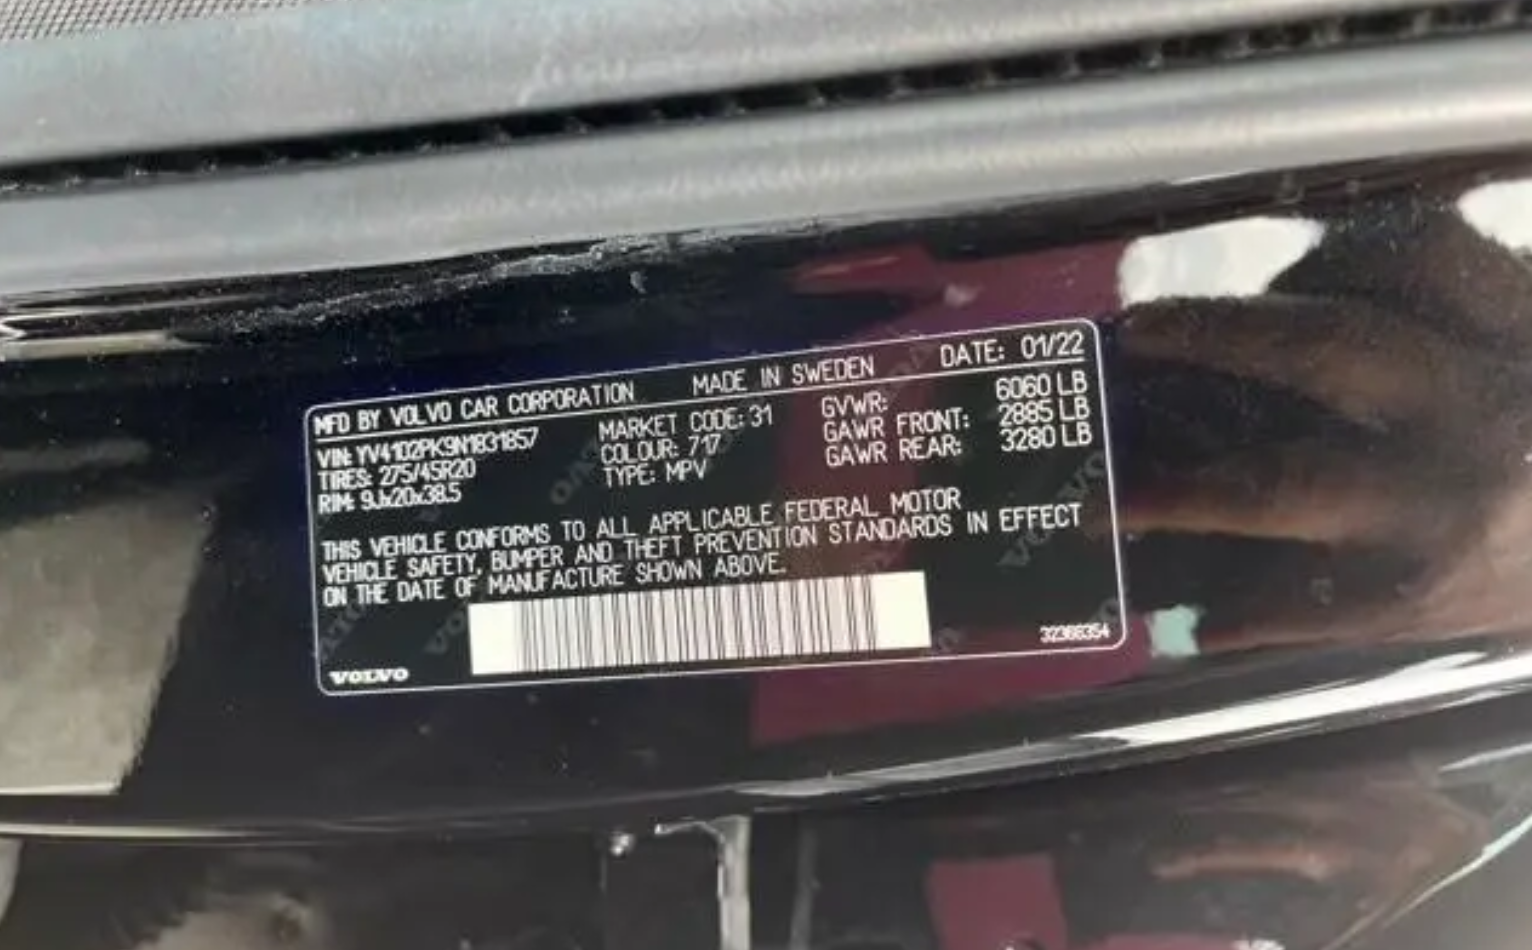 MFD BY VOLVO CAR CORPORATION MADE IN SWEDEN DATE: 01/22
VIN: YV4102PK9N1831857 MARKET CODE: 31 GVWR: 6060 LB
TIRES: 275/45R20 COLOUR: 717 GAWR FRONT: 2885 LB
RIM: 9Jx20x38.5 TYPE: MPV GAWR REAR: 3280 LB
THIS VEHICLE CONFORMS TO ALL APPLICABLE FEDERAL MOTOR
VEHICLE SAFETY, BUMPER AND THEFT PREVENTION STANDARDS IN EFFECT
ON THE DATE OF MANUFACTURE SHOWN ABOVE.
VOLVO